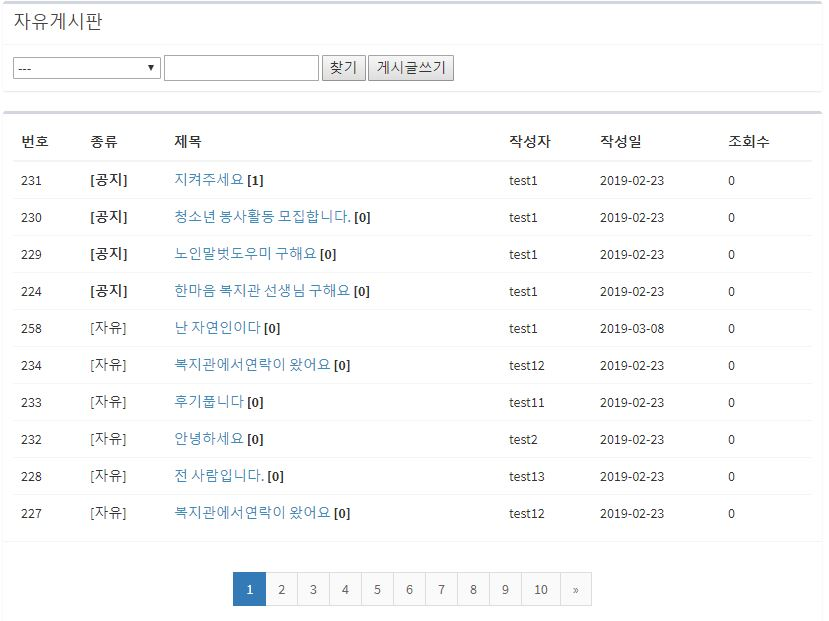 자유게시판
--- 찾기 게시글쓰기
번호 종류 제목 작성자 작성일 조회수
231 [공지] 지켜주세요 [1] test1 2019-02-23 0
230 [공지] 청소년 봉사활동 모집합니다. [0] test1 2019-02-23 0
229 [공지] 노인말벗도우미 구해요 [0] test1 2019-02-23 0
224 [공지] 한마음 복지관 선생님 구해요 [0] test1 2019-02-23 0
258 [자유] 난 자연인이다 [0] test1 2019-03-08 0
234 [자유] 복지관에서연락이 왔어요 [0] test12 2019-02-23 0
233 [자유] 후기풉니다 [0] test11 2019-02-23 0
232 [자유] 안녕하세요 [0] test2 2019-02-23 0
228 [자유] 전 사람입니다. [0] test13 2019-02-23 0
227 [자유] 복지관에서연락이 왔어요 [0] test12 2019-02-23 0
1 2 3 4 5 6 7 8 9 10 »